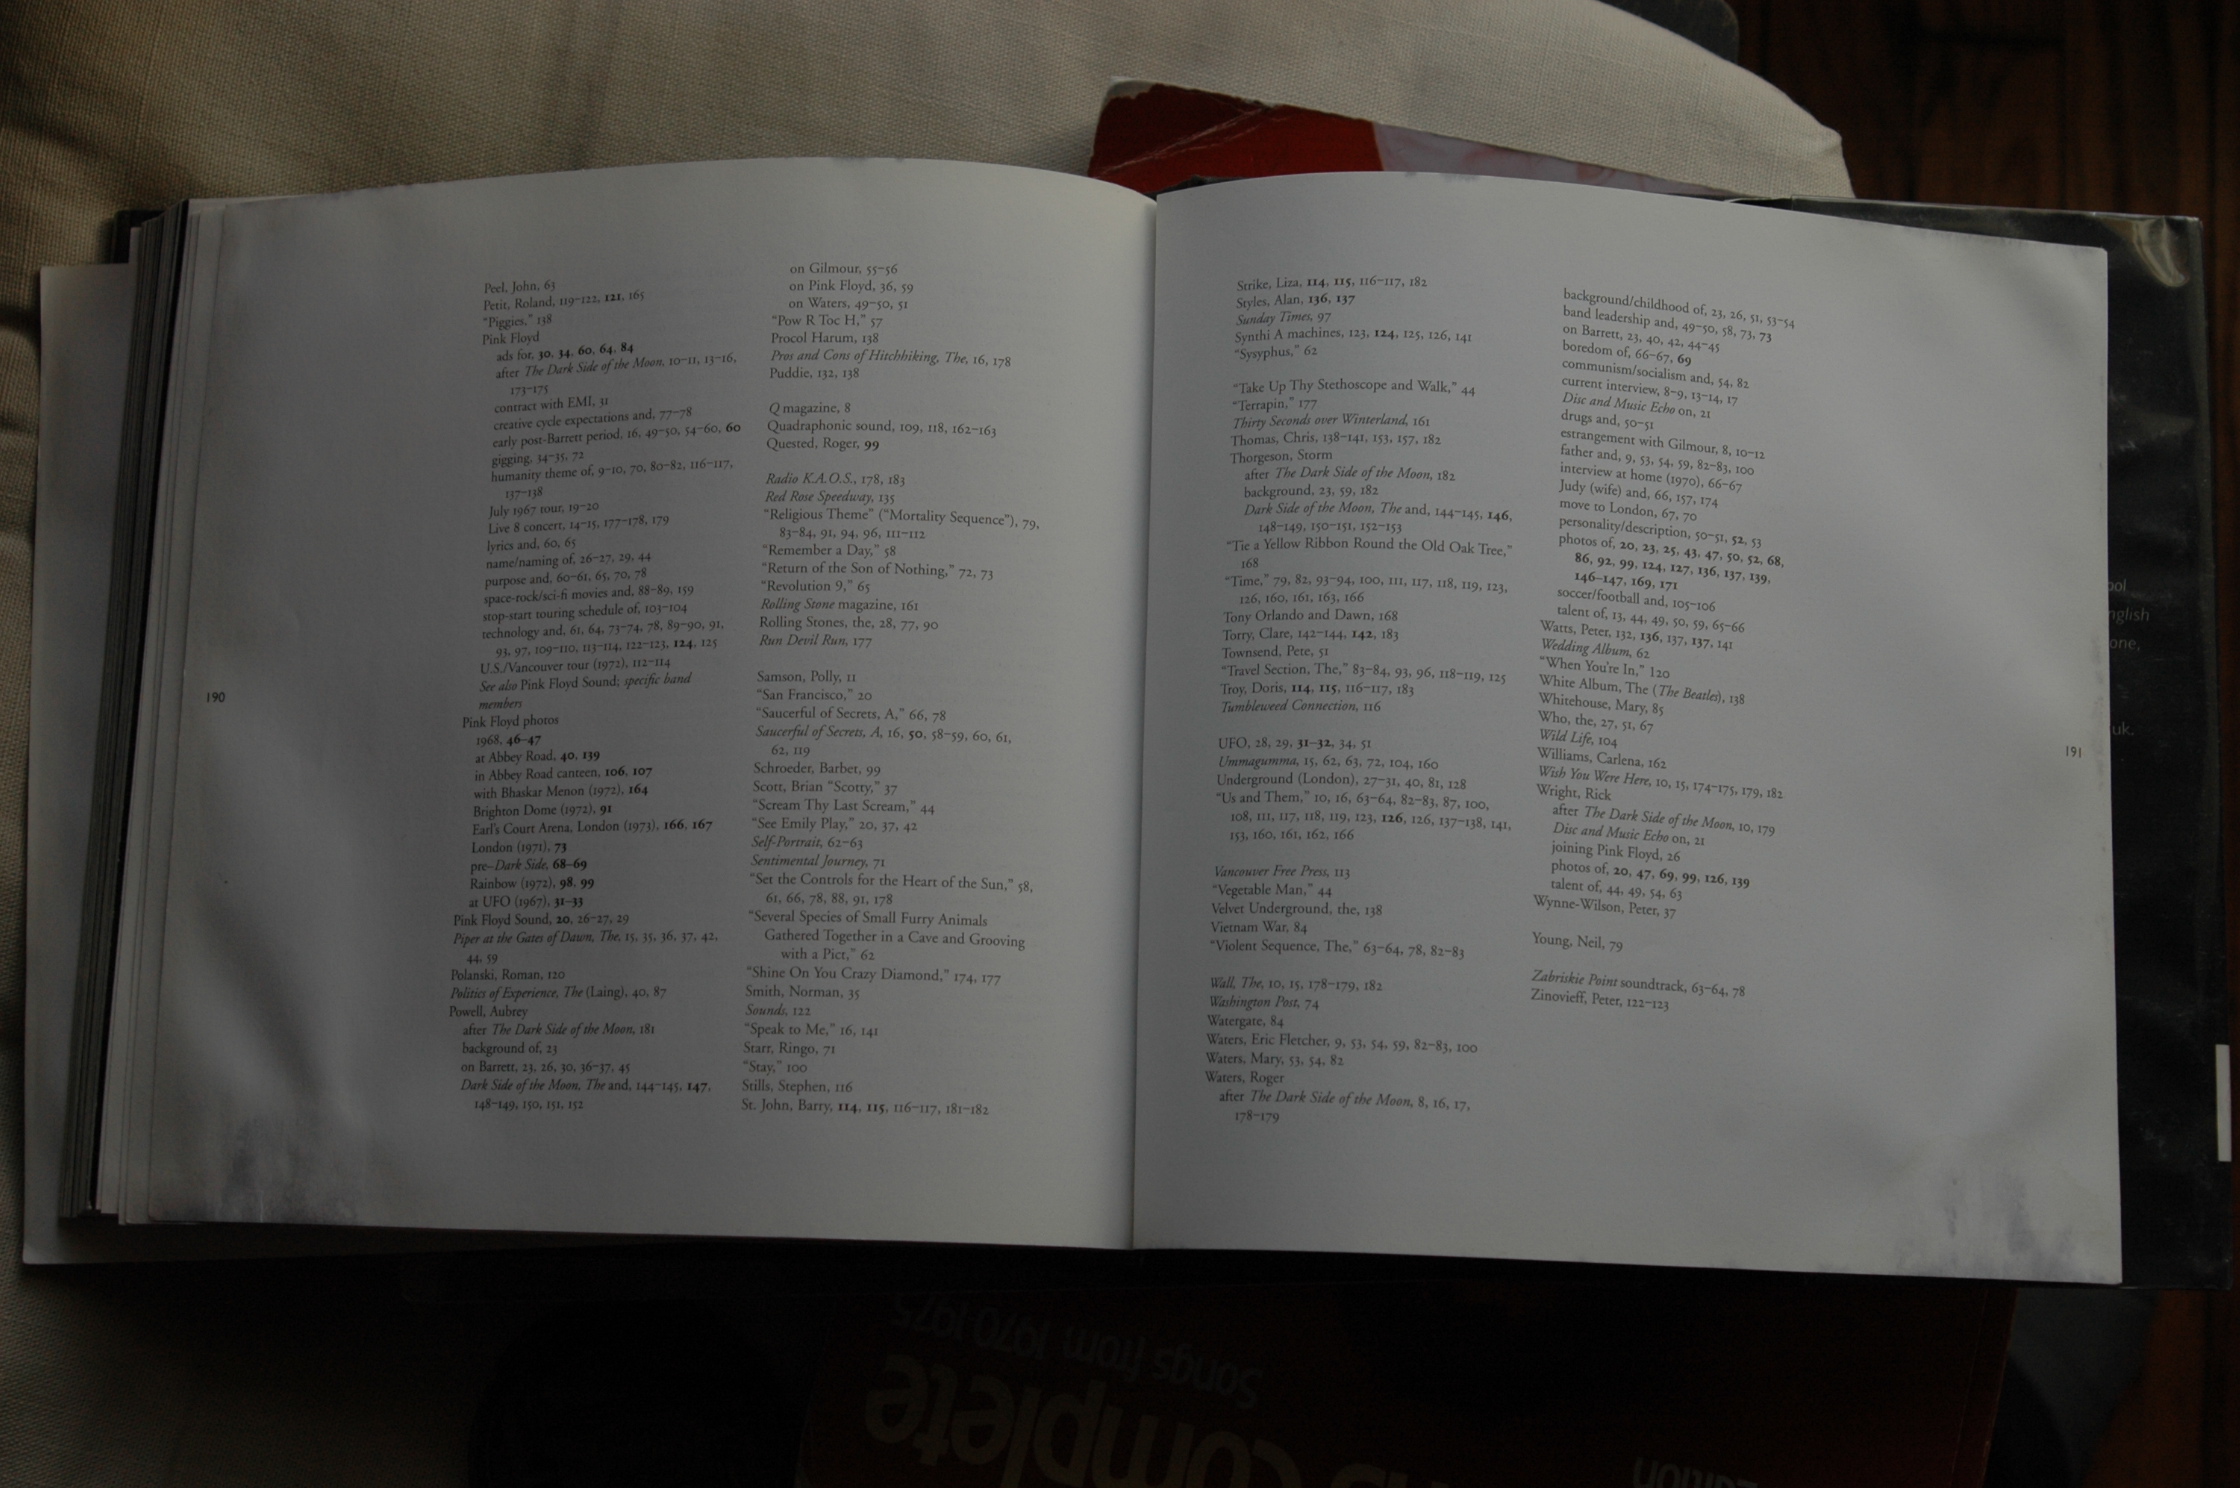 Peel, John, 63
Petit, Roland, 119–122, 121, 165
“Piggies,” 138
Pink Floyd
ads for, 30, 34, 60, 64, 84
after The Dark Side of the Moon, 10–11, 13–16,
173–175
contract with EMI, 31
creative cycle expectations and, 77–78
early post-Barrett period, 16, 49–50, 54–60, 60
gigging, 34–35, 72
humanity theme of, 9–10, 70, 80–82, 116–117,
137–138
July 1967 tour, 19–20
Live 8 concert, 14–15, 177–178, 179
lyrics and, 60, 65
name/naming of, 26–27, 29, 44
purpose and, 60–61, 65, 70, 78
space-rock/sci-fi movies and, 88–89, 159
stop-start touring schedule of, 103–104
technology and, 61, 64, 73–74, 78, 89–90, 91,
93, 97, 109–110, 113–114, 122–123, 124, 125
U.S./Vancouver tour (1972), 112–114
See also Pink Floyd Sound; specific band
members
Pink Floyd photos
1968, 46–47
at Abbey Road, 40, 139
in Abbey Road canteen, 106, 107
with Bhaskar Menon (1972), 164
Brighton Dome (1972), 91
Earl’s Court Arena, London (1973), 166, 167
London (1971), 73
pre–Dark Side, 68–69
Rainbow (1972), 98, 99
at UFO (1967), 31–33
Pink Floyd Sound, 20, 26–27, 29
Piper at the Gates of Dawn, The, 15, 35, 36, 37, 42,
44, 59
Polanski, Roman, 120
Politics of Experience, The (Laing), 40, 87
Powell, Aubrey
after The Dark Side of the Moon, 181
background of, 23
on Barrett, 23, 26, 30, 36–37, 45
Dark Side of the Moon, The and, 144–145, 147,
148–149, 150, 151, 152
190
on Gilmour, 55–56
on Pink Floyd, 36, 59
on Waters, 49–50, 51
“Pow R Toc H,” 57
Procol Harum, 138
Pros and Cons of Hitchhiking, The, 16, 178
Puddie, 132, 138
Q magazine, 8
Quadraphonic sound, 109, 118, 162–163
Quested, Roger, 99
Radio K.A.O.S., 178, 183
Red Rose Speedway, 135
“Religious Theme” (“Mortality Sequence”), 79,
83–84, 91, 94, 96, 111–112
“Remember a Day,” 58
“Return of the Son of Nothing,” 72, 73
“Revolution 9,” 65
Rolling Stone magazine, 161
Rolling Stones, the, 28, 77, 90
Run Devil Run, 177
Samson, Polly, 11
“San Francisco,” 20
“Saucerful of Secrets, A,” 66, 78
Saucerful of Secrets, A, 16, 50, 58–59, 60, 61,
62, 119
Schroeder, Barbet, 99
Scott, Brian “Scotty,” 37
“Scream Thy Last Scream,” 44
“See Emily Play,” 20, 37, 42
Self-Portrait, 62–63
Sentimental Journey, 71
“Set the Controls for the Heart of the Sun,” 58,
61, 66, 78, 88, 91, 178
“Several Species of Small Furry Animals
Gathered Together in a Cave and Grooving
with a Pict,” 62
“Shine On You Crazy Diamond,” 174, 177
Smith, Norman, 35
Sounds, 122
“Speak to Me,” 16, 141
Starr, Ringo, 71
“Stay,” 100
Stills, Stephen, 116
St. John, Barry, 114, 115, 116–117, 181–182
Strike, Liza, 114, 115, 116–117, 182
Styles, Alan, 136, 137
Sunday Times, 97
Synthi A machines, 123, 124, 125, 126, 141
“Sysyphus,” 62
“Take Up Thy Stethoscope and Walk,” 44
“Terrapin,” 177
Thirty Seconds over Winterland, 161
Thomas, Chris, 138–141, 153, 157, 182
Thorgeson, Storm
after The Dark Side of the Moon, 182
background, 23, 59, 182
Dark Side of the Moon, The and, 144–145, 146,
148–149, 150–151, 152–153
“Tie a Yellow Ribbon Round the Old Oak Tree,”
168
“Time,” 79, 82, 93–94, 100, 111, 117, 118, 119, 123,
126, 160, 161, 163, 166
Tony Orlando and Dawn, 168
Torry, Clare, 142–144, 142, 183
Townsend, Pete, 51
“Travel Section, The,” 83–84, 93, 96, 118–119, 125
Troy, Doris, 114, 115, 116–117, 183
Tumbleweed Connection, 116
UFO, 28, 29, 31–32, 34, 51
Ummagumma, 15, 62, 63, 72, 104, 160
Underground (London), 27–31, 40, 81, 128
“Us and Them,” 10, 16, 63–64, 82–83, 87, 100,
108, 111, 117, 118, 119, 123, 126, 126, 137–138, 141,
153, 160, 161, 162, 166
Vancouver Free Press, 113
“Vegetable Man,” 44
Velvet Underground, the, 138
Vietnam War, 84
“Violent Sequence, The,” 63–64, 78, 82–83
Wall, The, 10, 15, 178–179, 182
Washington Post, 74
Watergate, 84
Waters, Eric Fletcher, 9, 53, 54, 59, 82–83, 100
Waters, Mary, 53, 54, 82
Waters, Roger
after The Dark Side of the Moon, 8, 16, 17,
178–179
background/childhood of, 23, 26, 51, 53–54
band leadership and, 49–50, 58, 73, 73
on Barrett, 23, 40, 42, 44–45
boredom of, 66–67, 69
communism/socialism and, 54, 82
current interview, 8–9, 13–14, 17
Disc and Music Echo on, 21
drugs and, 50–51
estrangement with Gilmour, 8, 10–12
father and, 9, 53, 54, 59, 82–83, 100
interview at home (1970), 66–67
Judy (wife) and, 66, 157, 174
move to London, 67, 70
personality/description, 50–51, 52, 53
photos of, 20, 23, 25, 43, 47, 50, 52, 68,
86, 92, 99, 124, 127, 136, 137, 139,
146–147, 169, 171
soccer/football and, 105–106
talent of, 13, 44, 49, 50, 59, 65–66
Watts, Peter, 132, 136, 137, 137, 141
Wedding Album, 62
“When You’re In,” 120
White Album, The (The Beatles), 138
Whitehouse, Mary, 85
Who, the, 27, 51, 67
Wild Life, 104
Williams, Carlena, 162
Wish You Were Here, 10, 15, 174–175, 179, 182
Wright, Rick
after The Dark Side of the Moon, 10, 179
Disc and Music Echo on, 21
joining Pink Floyd, 26
photos of, 20, 47, 69, 99, 126, 139
talent of, 44, 49, 54, 63
Wynne-Wilson, Peter, 37
Young, Neil, 79
Zabriskie Point soundtrack, 63–64, 78
Zinovieff, Peter, 122–123
191
uk.
Songs from 1970-1975
complete